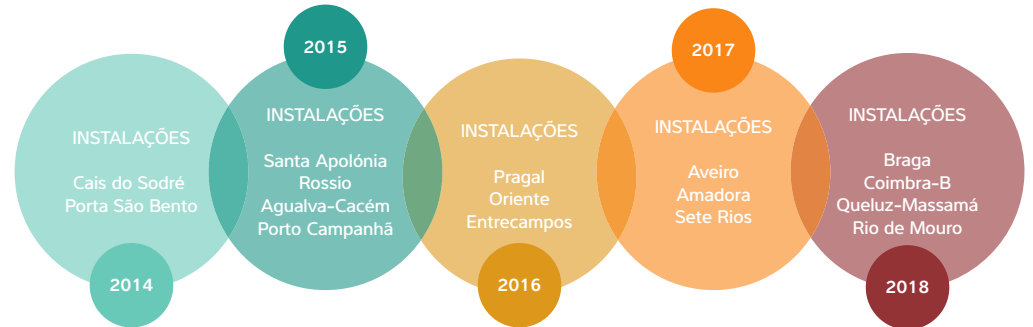 INSTALAÇÕES
Cais do Sodré
Porta São Bento
2014
2015
INSTALAÇÕES
Santa Apolónia
Rossio
Agualva-Cacém
Porto Campanhã
INSTALAÇÕES
Pragal
Oriente
Entrecampos
2016
2017
INSTALAÇÕES
Aveiro
Amadora
Sete Rios
INSTALAÇÕES
Braga
Coimbra-B
Queluz-Massamá
Rio de Mouro
2018